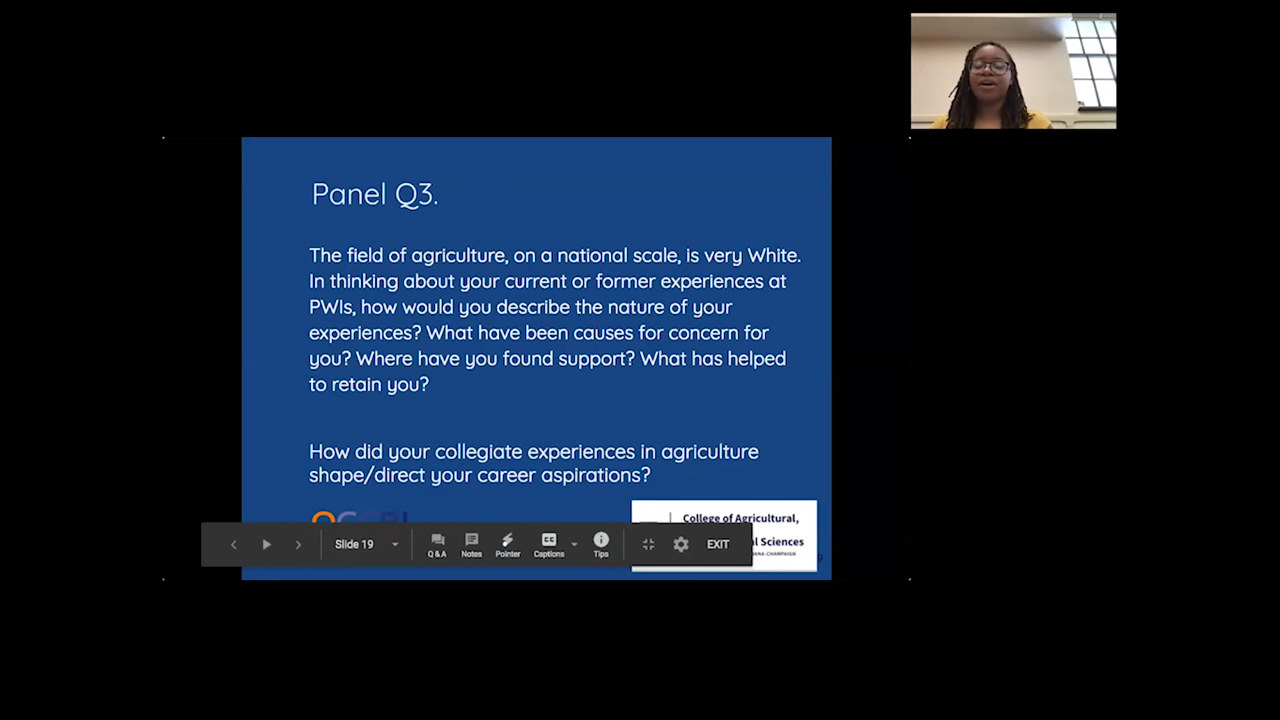 Panel Q3.
The field of agriculture, on a national scale, is very White.
In thinking about your current or former experiences at
PWIs, how would you describe the nature of your
experiences? What have been causes for concern for
you? Where have you found support? What has helped
to retain you?
How did your collegiate experiences in agriculture
shape/direct your career aspirations?
College of Agricultural,
Sciences
Slide 19
Q & A
Notes
Pointer
Captions
Tips
EXIT